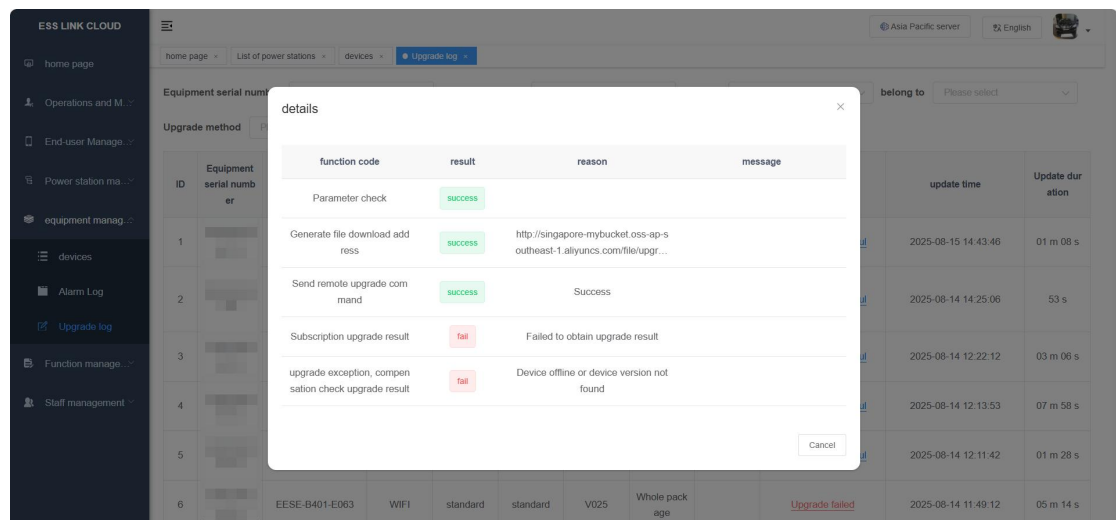 ESS LINK CLOUD
Asia Pacific server
English
home page
List of power stations
devices
Upgrade log
home page
Operations and M...
End-user Manage...
Power station ma...
equipment manag...
devices
Alarm Log
Upgrade log
Function manage...
Staff management
belong to
Please select
Upgrade method
details
function code result reason message
Parameter check success
Generate file download add
ress
success
http://singapore-mybucket.oss-ap-s
outheast-1.aliyuncs.com/file/upgr...
Send remote upgrade com
mand
success
Success
Subscription upgrade result fail Failed to obtain upgrade result
upgrade exception, compen
sation check upgrade result
fail
Device offline or device version not
found
Cancel
ID
Equipment
serial numb
er
update time
Update dur
ation
1 2025-08-15 14:43:46 01 m 08 s
2 2025-08-14 14:25:06 53 s
3 2025-08-14 12:22:12 03 m 06 s
4 2025-08-14 12:13:53 07 m 58 s
5 2025-08-14 12:11:42 01 m 28 s
6 EESE-B401-E063 WIFI standard standard V025 Whole pack
age
Upgrade failed 2025-08-14 11:49:12 05 m 14 s